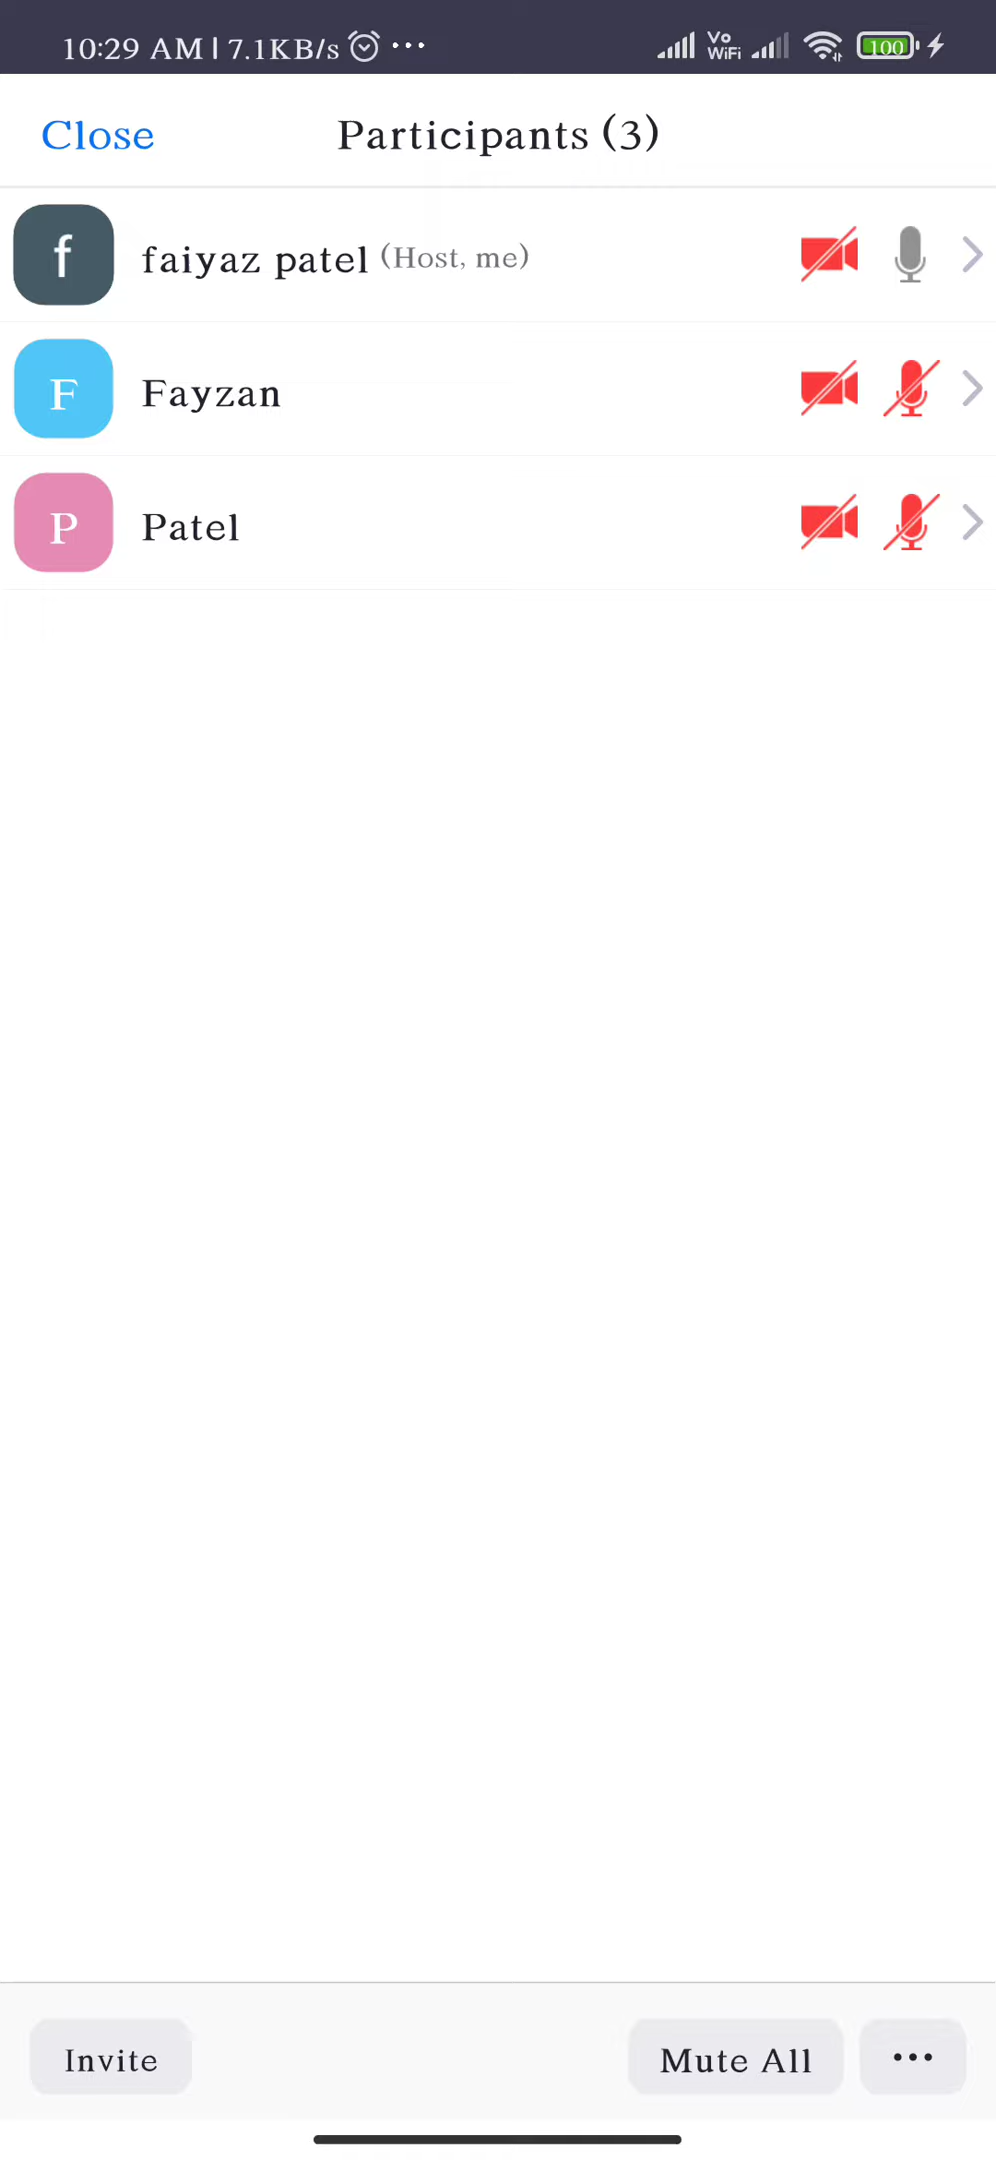 10:29 AM | 7.1KB/s ... Vo WiFi 100
Close Participants (3)
f faiyaz patel (Host, me)
F Fayzan
P Patel
Invite Mute All ...